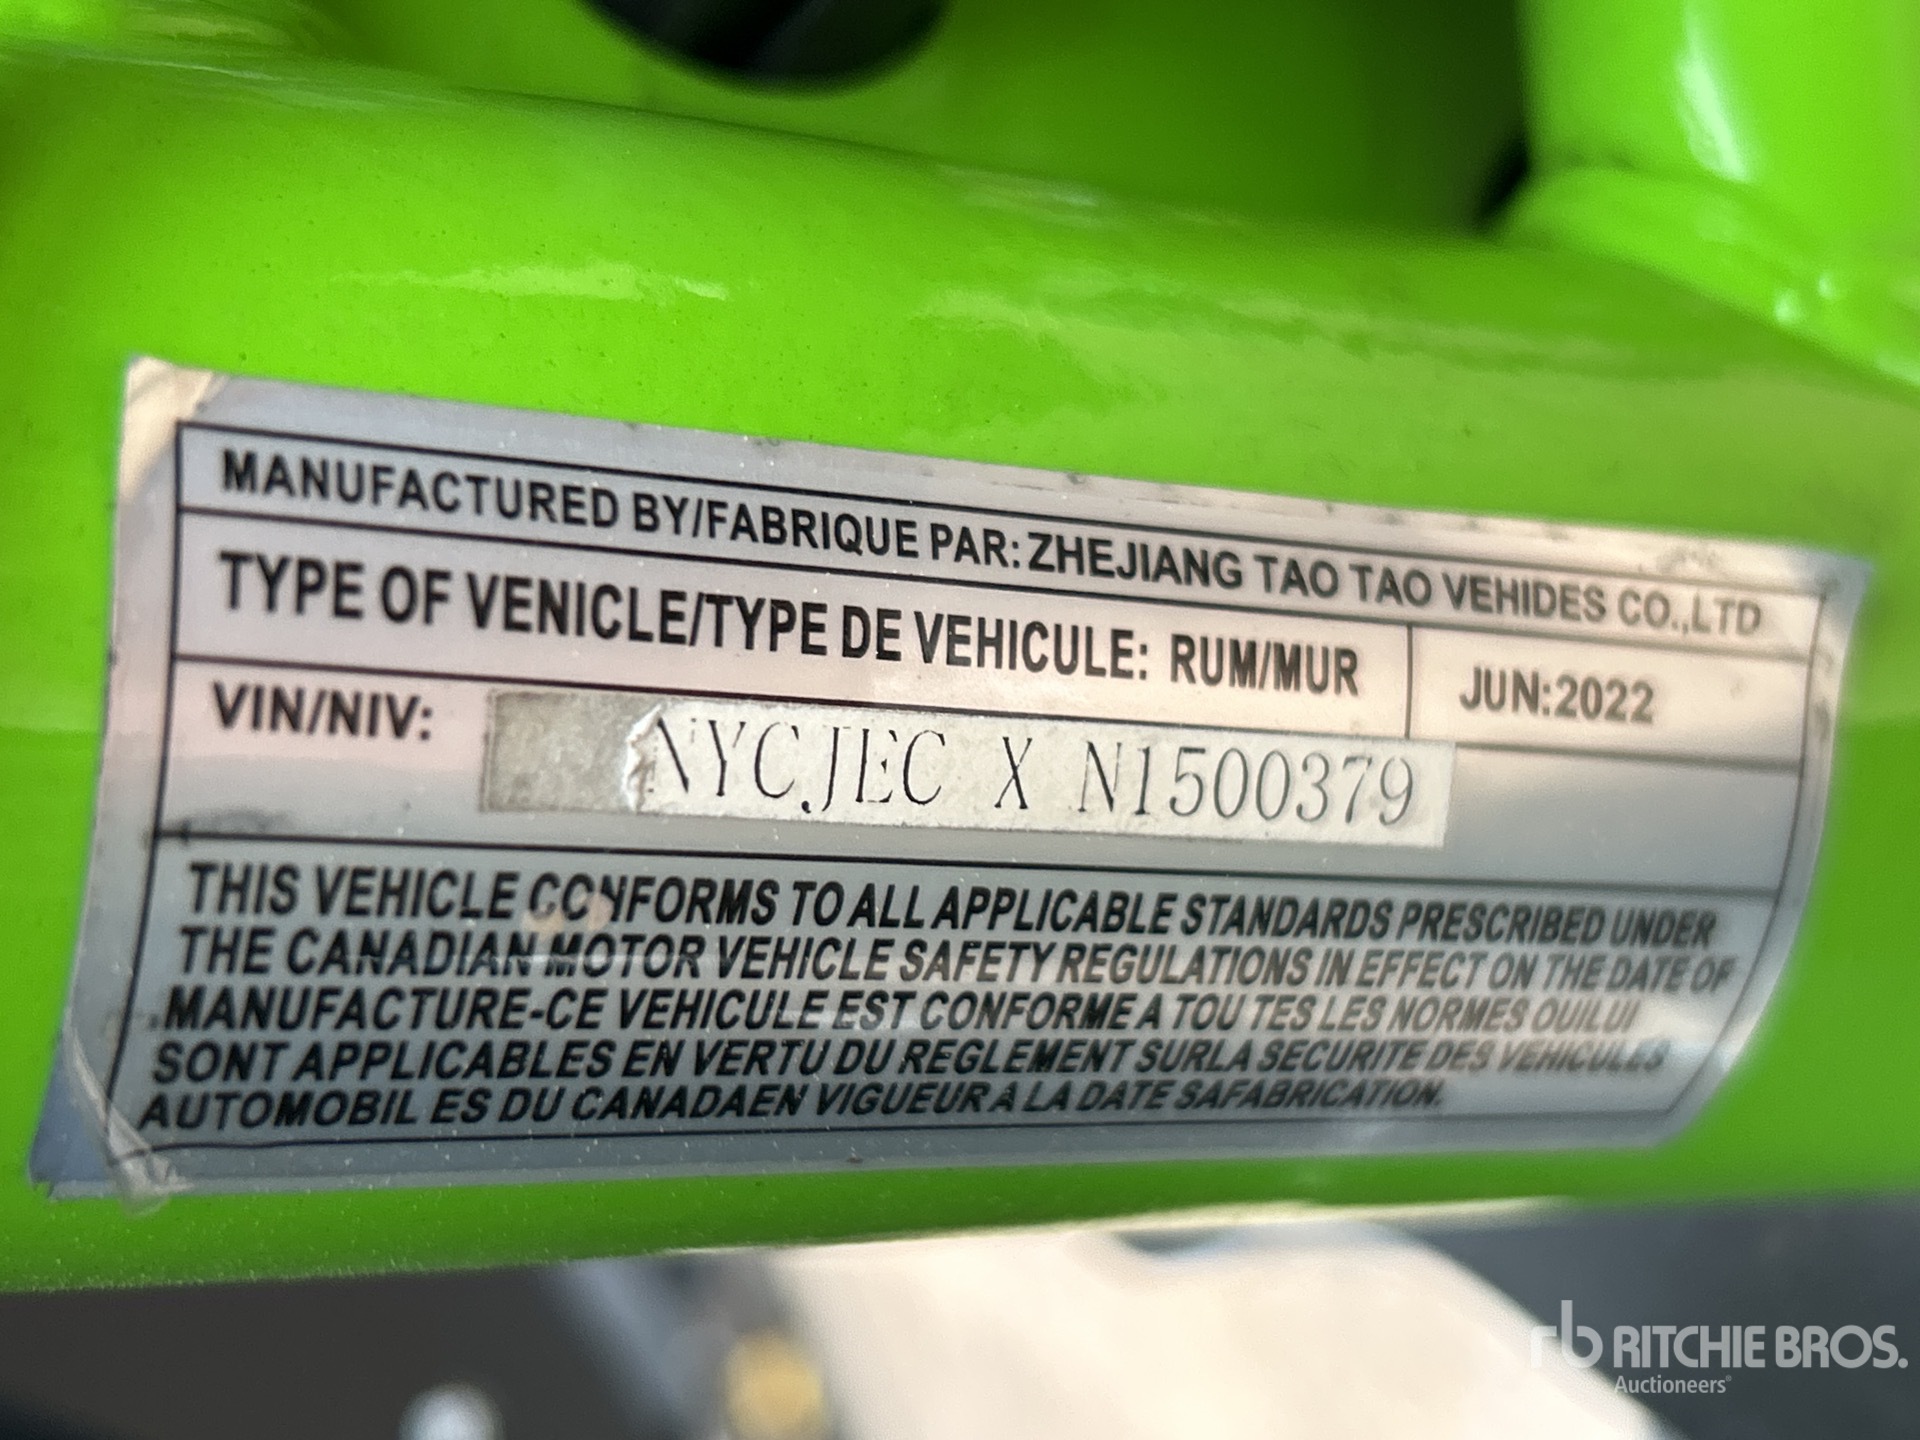 MANUFACTURED BY/FABRIQUE PAR: ZHEJIANG TAO TAO VEHIDES CO.,LTD
TYPE OF VENICLE/TYPE DE VEHICULE: RUM/MUR
JUN:2022
VIN/NIV:
NYCJEC X N1500379
THIS VEHICLE CONFORMS TO ALL APPLICABLE STANDARDS PRESCRIBED UNDER
THE CANADIAN MOTOR VEHICLE SAFETY REGULATIONS IN EFFECT ON THE DATE OF
MANUFACTURE-CE VEHICULE EST CONFORME A TOU TES LES NORMES OUILUI
SONT APPLICABLES EN VERTU DU REGLEMENT SURLA SECURITE DES VEHICULES
AUTOMOBIL ES DU CANADAEN VIGUEUR A LA DATE SAFABRICATION.
rb RITCHIE BROS.
Auctioneers